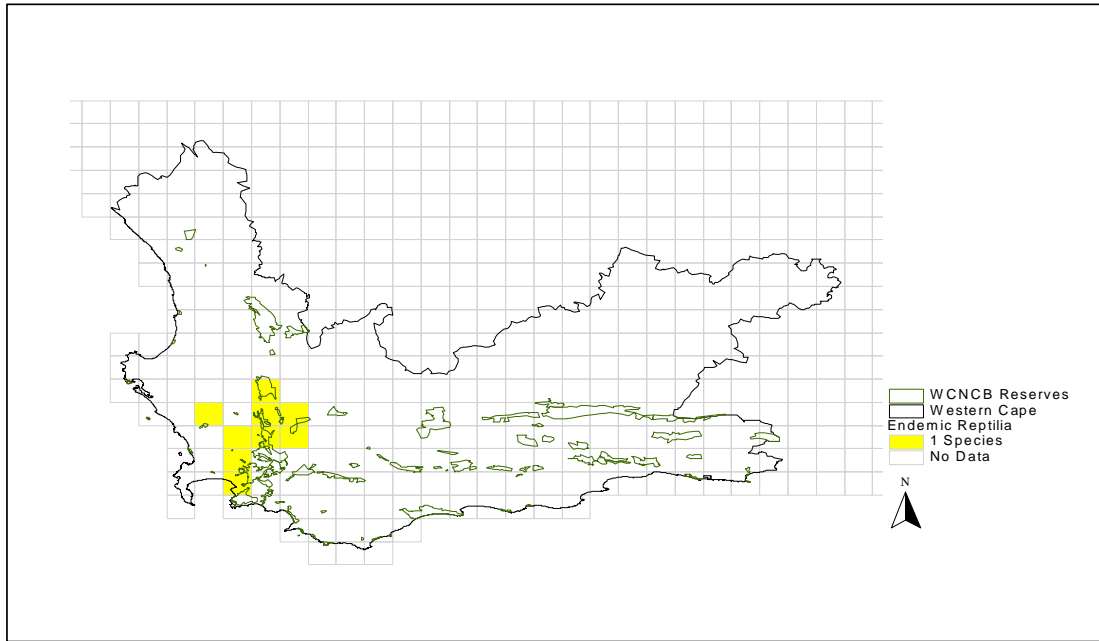 WCNCB Reserves
Western Cape
Endemic Reptilia
1 Species
No Data
N